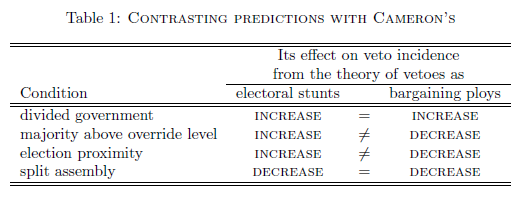 Table 1: CONTRASTING PREDICTIONS WITH CAMERON'S
Its effect on veto incidence
from the theory of vetoes as
Condition electoral stunts bargaining ploys
divided government INCREASE = INCREASE
majority above override level INCREASE ≠ DECREASE
election proximity INCREASE ≠ DECREASE
split assembly DECREASE = DECREASE